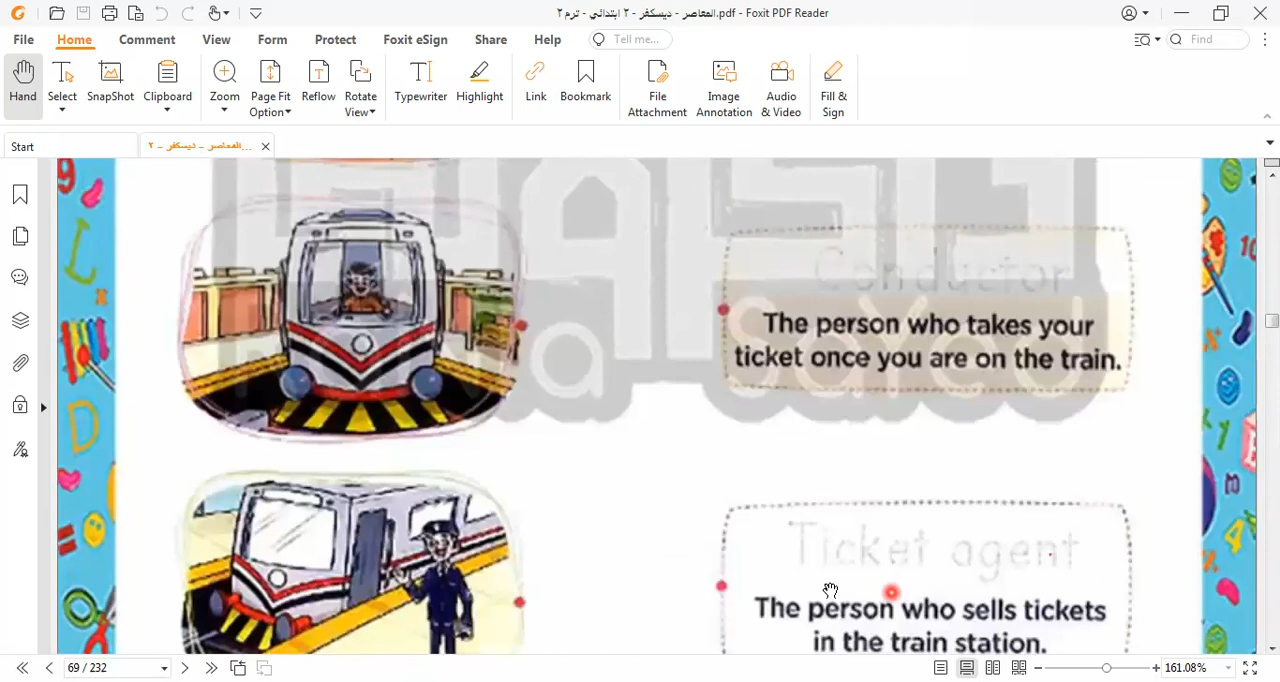 المعاصر - ديسكفر - ٢ ابتدائي - ترم٢.pdf - Foxit PDF Reader
File Home Comment View Form Protect Foxit eSign Share Help Tell me... Find
Hand Select SnapShot Clipboard Zoom Page Fit Option Reflow Rotate View Typewriter Highlight Link Bookmark File Attachment Image Annotation Audio & Video Fill & Sign
Start
المعاصر - ديسكفر - ٢...
Conductor
The person who takes your
ticket once you are on the train.
Ticket agent
The person who sells tickets
in the train station.
69 / 232
161.08%